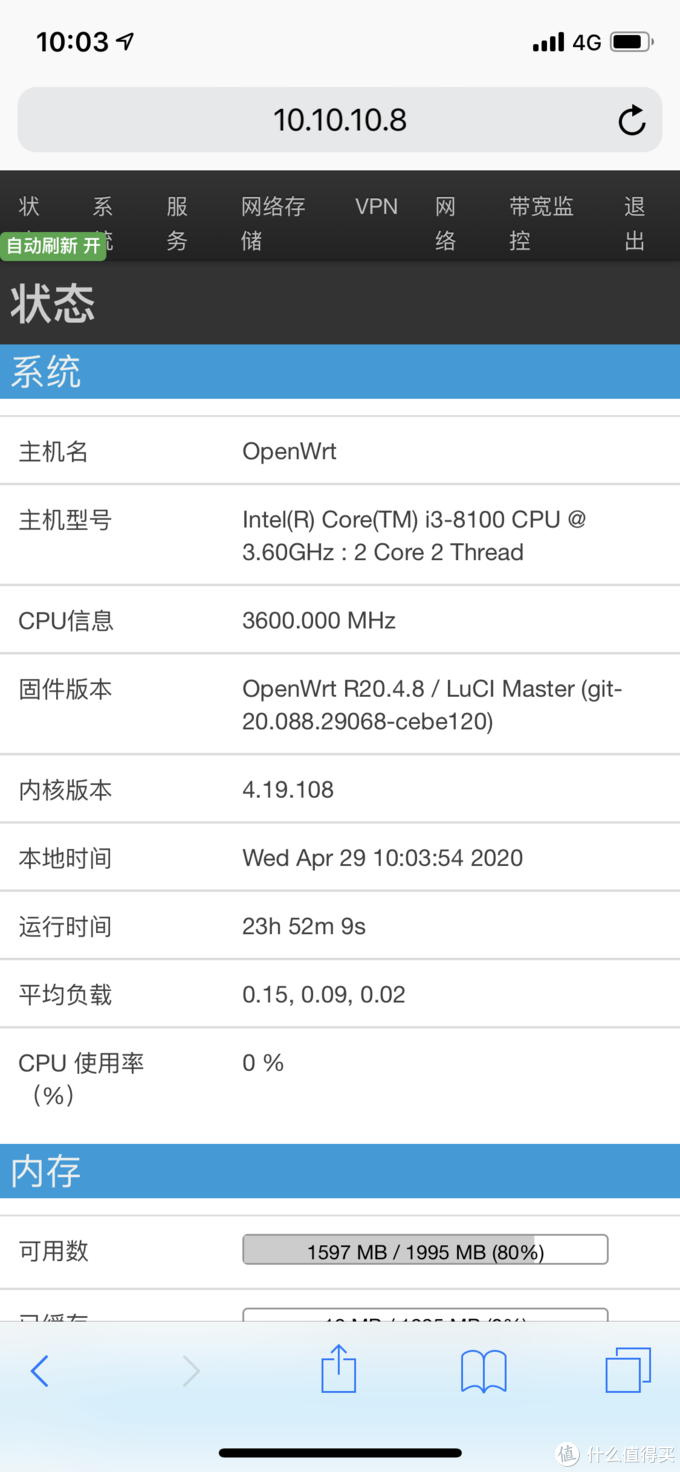 10:03
4G
10.10.10.8
状 系 服 网络存 VPN 网 带宽监 退
统 务 储 络 控 出
自动刷新 开
状态
系统
主机名 OpenWrt
主机型号 Intel(R) Core(TM) i3-8100 CPU @
3.60GHz : 2 Core 2 Thread
CPU信息 3600.000 MHz
固件版本 OpenWrt R20.4.8 / LuCI Master (git-
20.088.29068-cebe120)
内核版本 4.19.108
本地时间 Wed Apr 29 10:03:54 2020
运行时间 23h 52m 9s
平均负载 0.15, 0.09, 0.02
CPU 使用率 0 %
（%）
内存
可用数 1597 MB / 1995 MB (80%)
已缓存
值 什么值得买